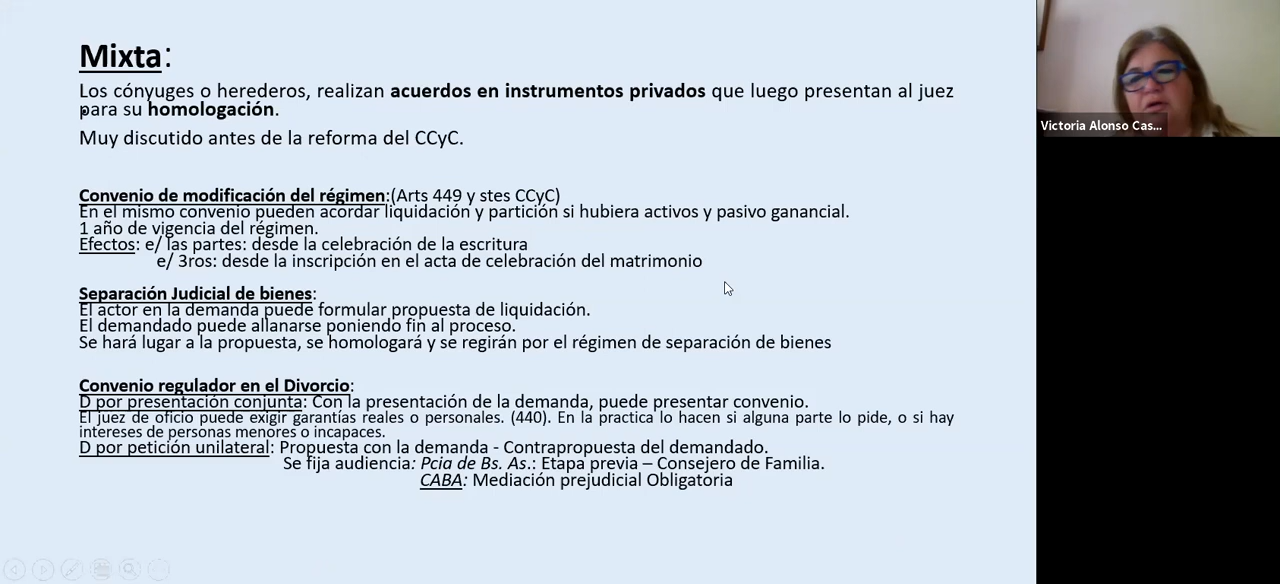 Mixta:
Los cónyuges o herederos, realizan acuerdos en instrumentos privados que luego presentan al juez
para su homologación.
Muy discutido antes de la reforma del CCyC.
Convenio de modificación del régimen:(Arts 449 y stes CCyC)
En el mismo convenio pueden acordar liquidación y partición si hubiera activos y pasivo ganancial.
1 año de vigencia del régimen.
Efectos: e/ las partes: desde la celebración de la escritura
e/ 3ros: desde la inscripción en el acta de celebración del matrimonio
Separación Judicial de bienes:
El actor en la demanda puede formular propuesta de liquidación.
El demandado puede allanarse poniendo fin al proceso.
Se hará lugar a la propuesta, se homologará y se regirán por el régimen de separación de bienes
Convenio regulador en el Divorcio:
D por presentación conjunta: Con la presentación de la demanda, puede presentar convenio.
El juez de oficio puede exigir garantías reales o personales. (440). En la practica lo hacen si alguna parte lo pide, o si hay
intereses de personas menores o incapaces.
D por petición unilateral: Propuesta con la demanda - Contrapropuesta del demandado.
Se fija audiencia: Pcia de Bs. As.: Etapa previa – Consejero de Familia.
CABA: Mediación prejudicial Obligatoria
Victoria Alonso Cas...